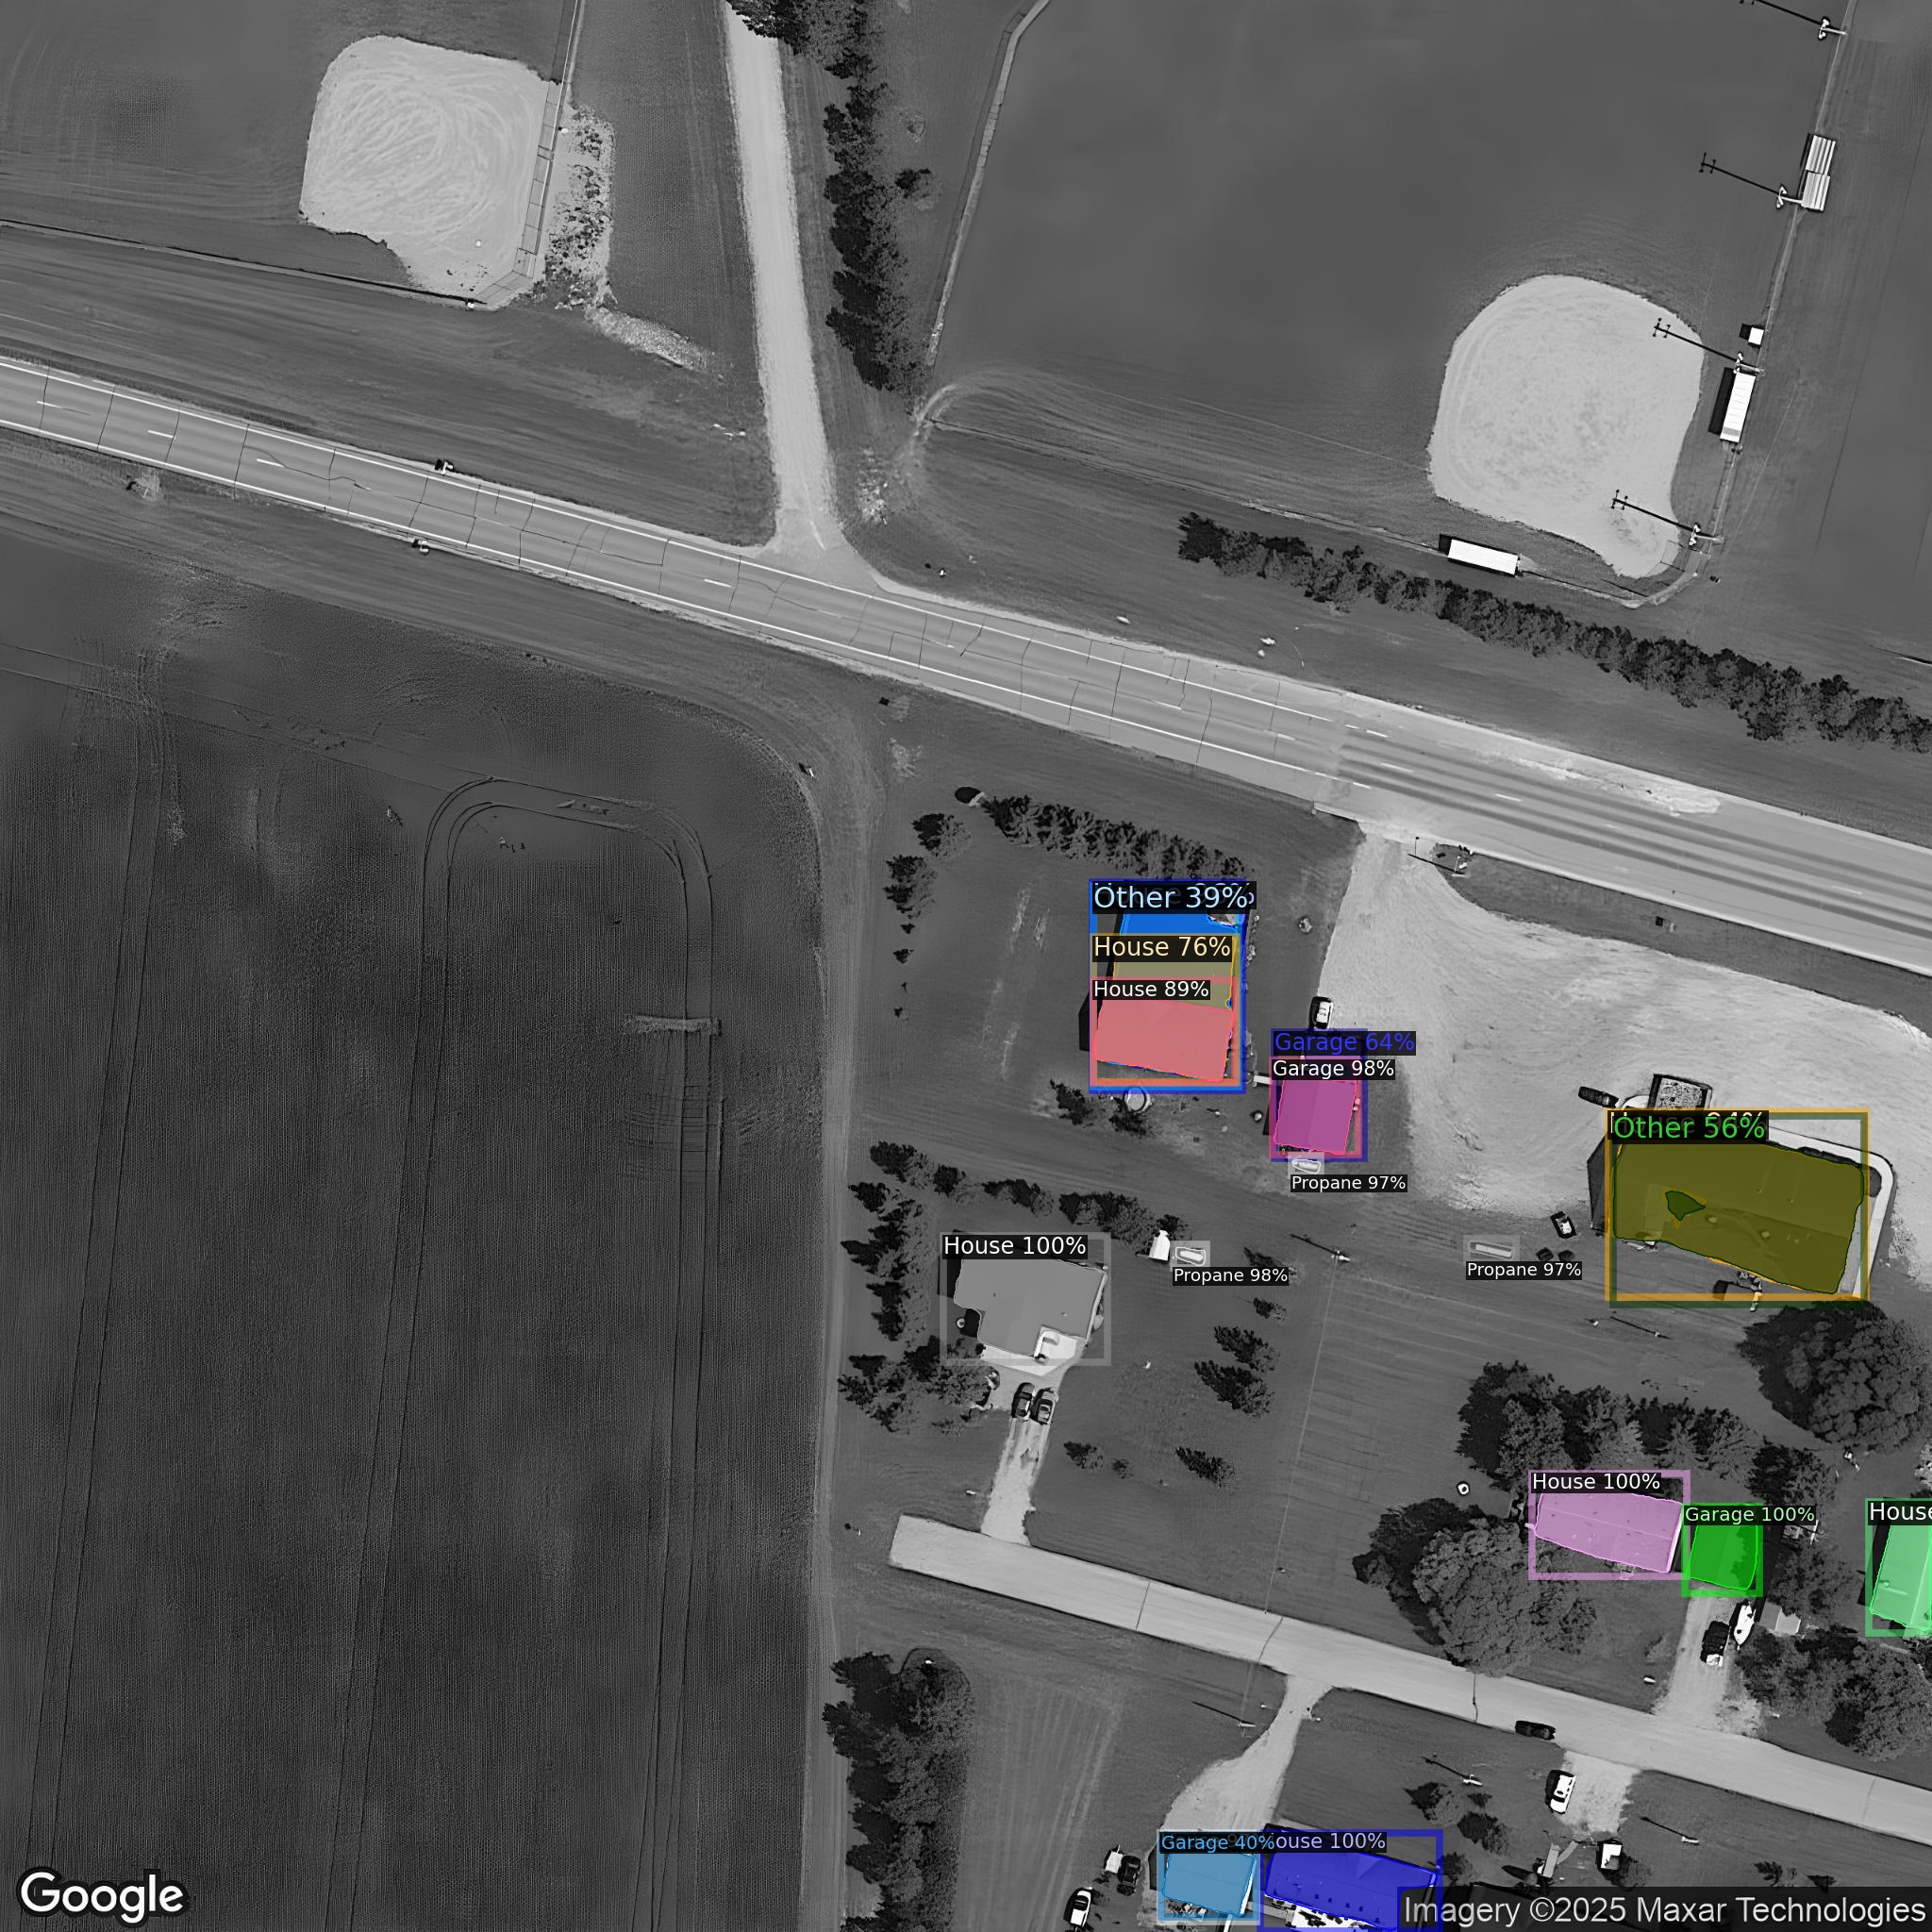 Other 39%
House 76%
House 89%
Garage 64%
Garage 98%
Other 56%
Propane 97%
House 100%
Propane 98%
Propane 97%
House 100%
Garage 100%
House
Garage 40%
ouse 100%
Google
Imagery ©2025 Maxar Technologies